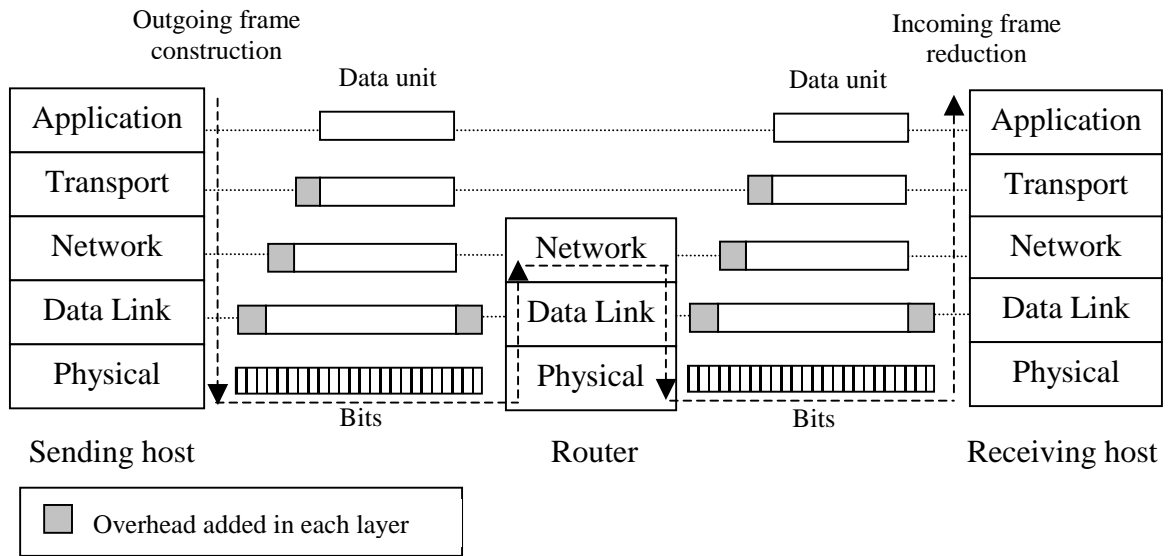 Outgoing frame
construction
Incoming frame
reduction
Data unit
Data unit
Application
Application
Transport
Transport
Network
Network
Network
Data Link
Data Link
Data Link
Physical
Physical
Physical
Bits
Bits
Sending host
Router
Receiving host
Overhead added in each layer